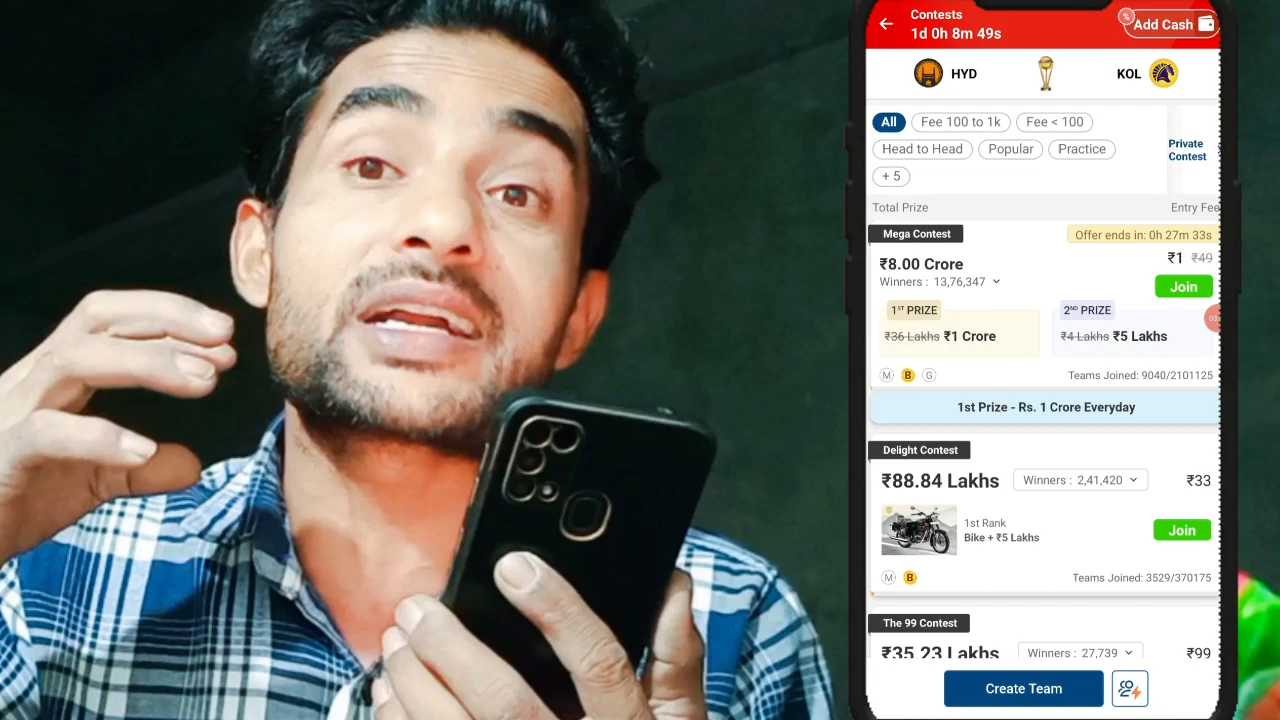 Contests
1d 0h 8m 49s
% Add Cash
HYD KOL
All Fee 100 to 1k Fee < 100
Head to Head Popular Practice
Private
Contest
+ 5
Total Prize Entry Fee
Mega Contest Offer ends in: 0h 27m 33s
₹8.00 Crore ₹1 ₹49
Winners : 13,76,347
Join
1ST PRIZE 2ND PRIZE
₹36 Lakhs ₹1 Crore ₹4 Lakhs ₹5 Lakhs
M B G Teams Joined: 9040/2101125
1st Prize - Rs. 1 Crore Everyday
Delight Contest
₹88.84 Lakhs Winners : 2,41,420 ₹33
1st Rank
Bike + ₹5 Lakhs
Join
M B Teams Joined: 3529/370175
The 99 Contest
₹35.23 Lakhs Winners : 27,739 ₹99
Create Team